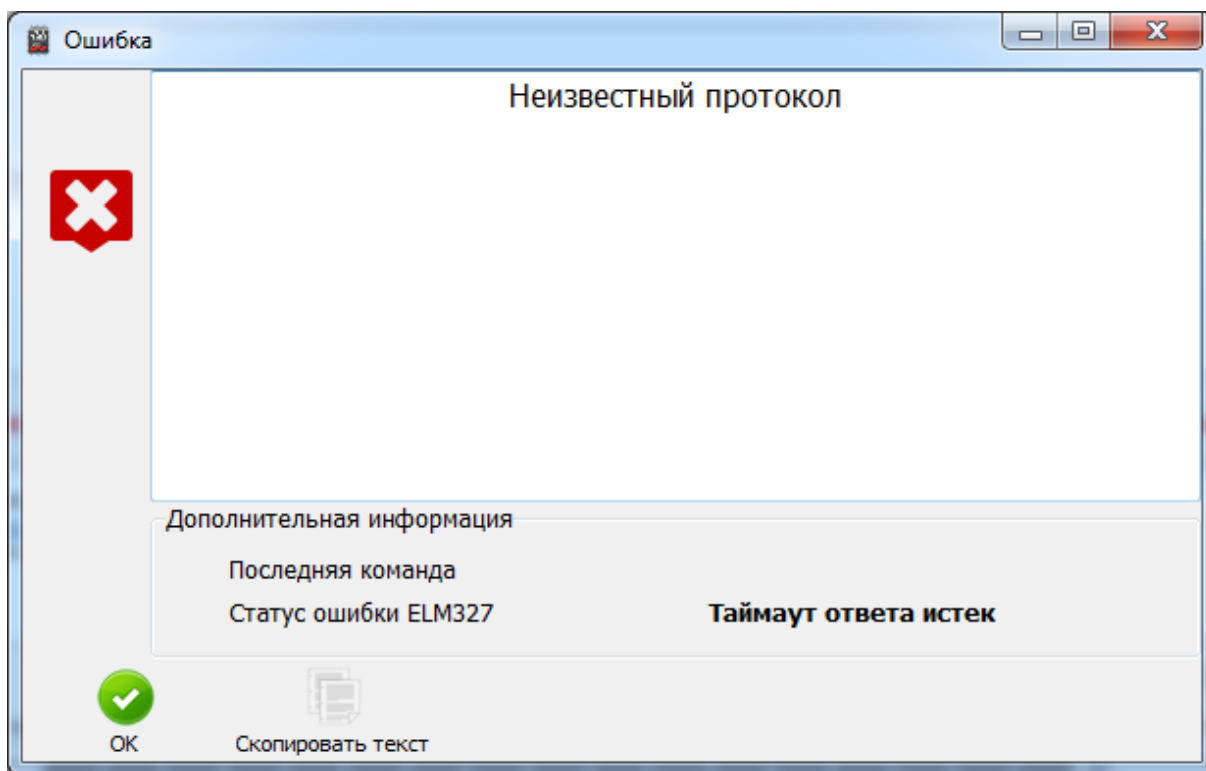 Ошибка
Неизвестный протокол
Дополнительная информация
Последняя команда
Статус ошибки ELM327 Таймаут ответа истек
OK Скопировать текст